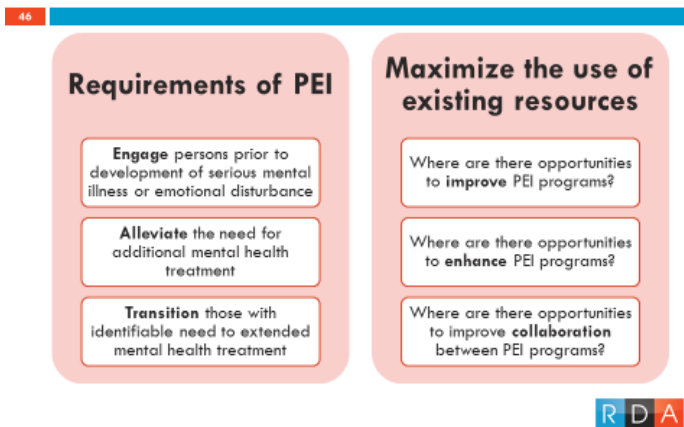 46
Requirements of PEI
Engage persons prior to
development of serious mental
illness or emotional disturbance
Alleviate the need for
additional mental health
treatment
Transition those with
identifiable need to extended
mental health treatment
Maximize the use of
existing resources
Where are there opportunities
to improve PEI programs?
Where are there opportunities
to enhance PEI programs?
Where are there opportunities
to improve collaboration
between PEI programs?
R D A